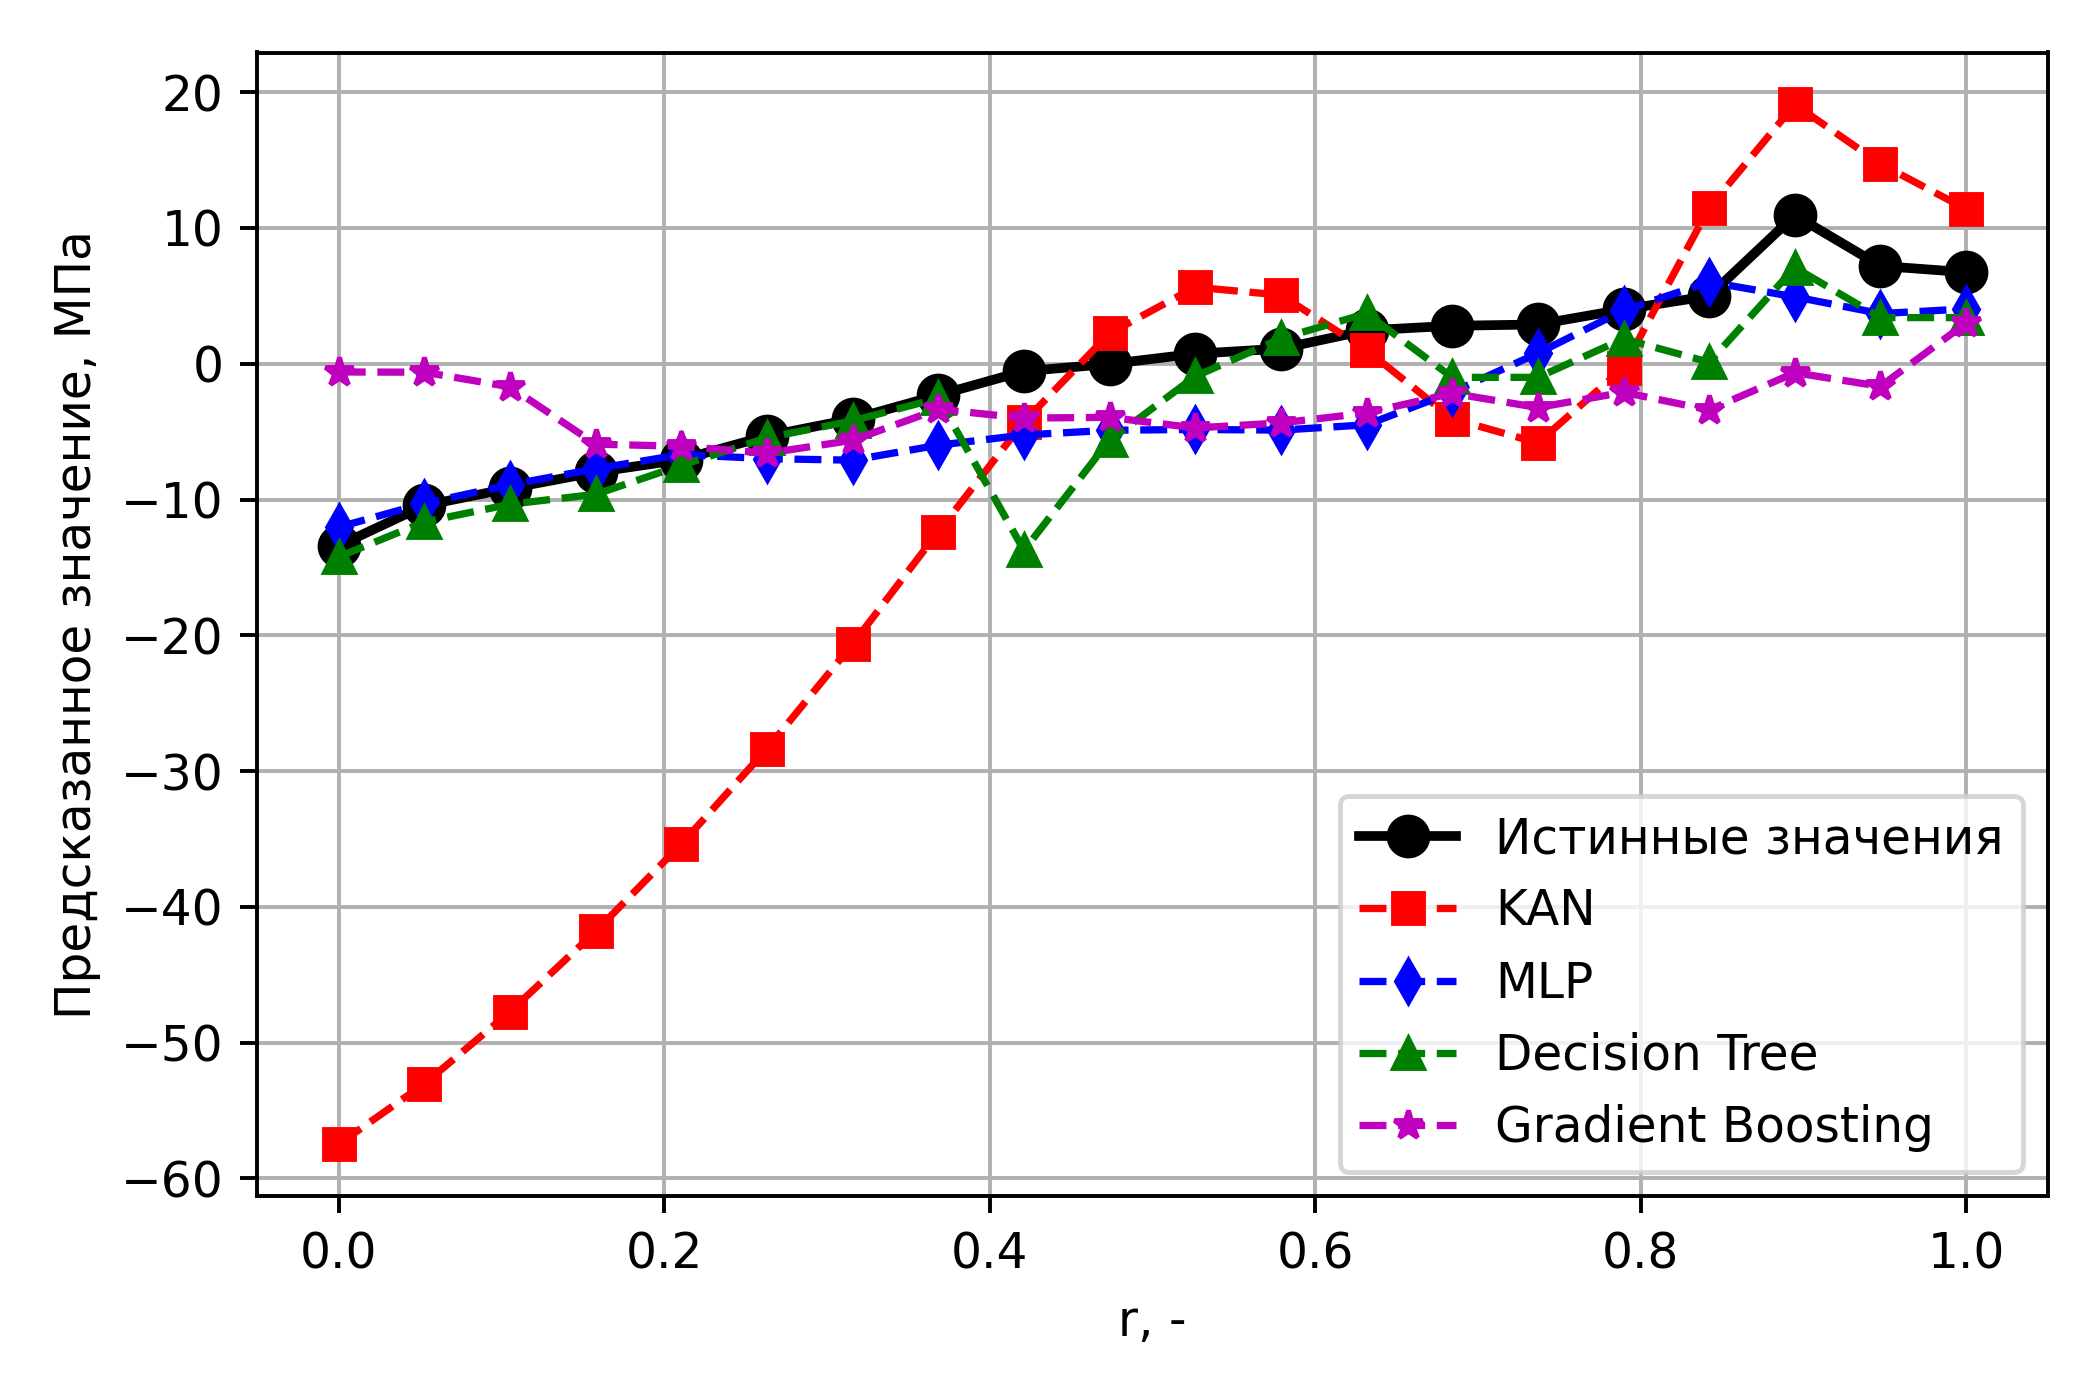 Предсказанное значение, МПа
20
10
0
−10
−20
−30
−40
−50
−60
Истинные значения
KAN
MLP
Decision Tree
Gradient Boosting
0.0 0.2 0.4 0.6 0.8 1.0
r, -